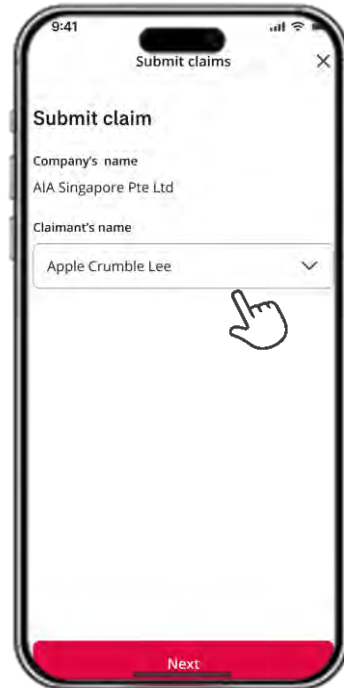 9:41
Submit claims
Submit claim
Company's name
AIA Singapore Pte Ltd
Claimant's name
Apple Crumble Lee
Next